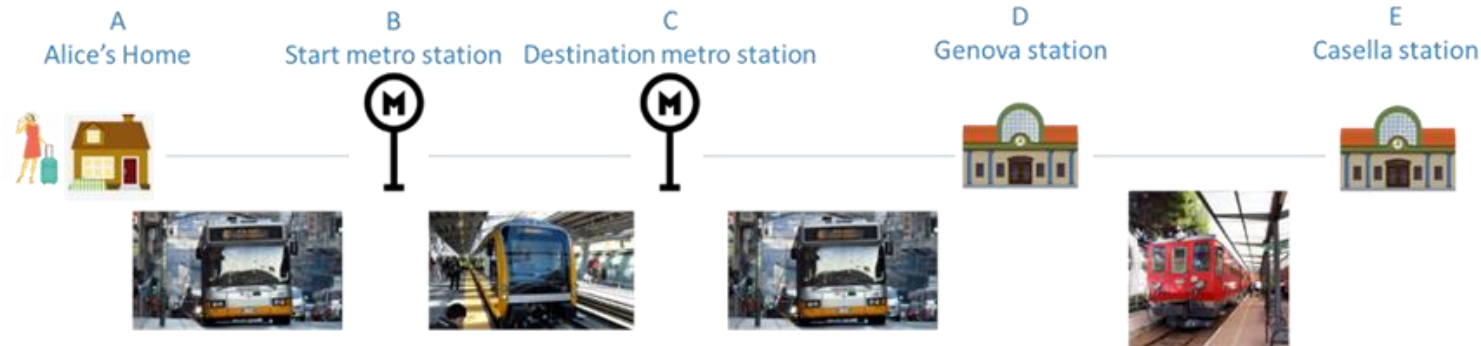 A
Alice's Home
B
Start metro station
C
Destination metro station
D
Genova station
E
Casella station
M
M